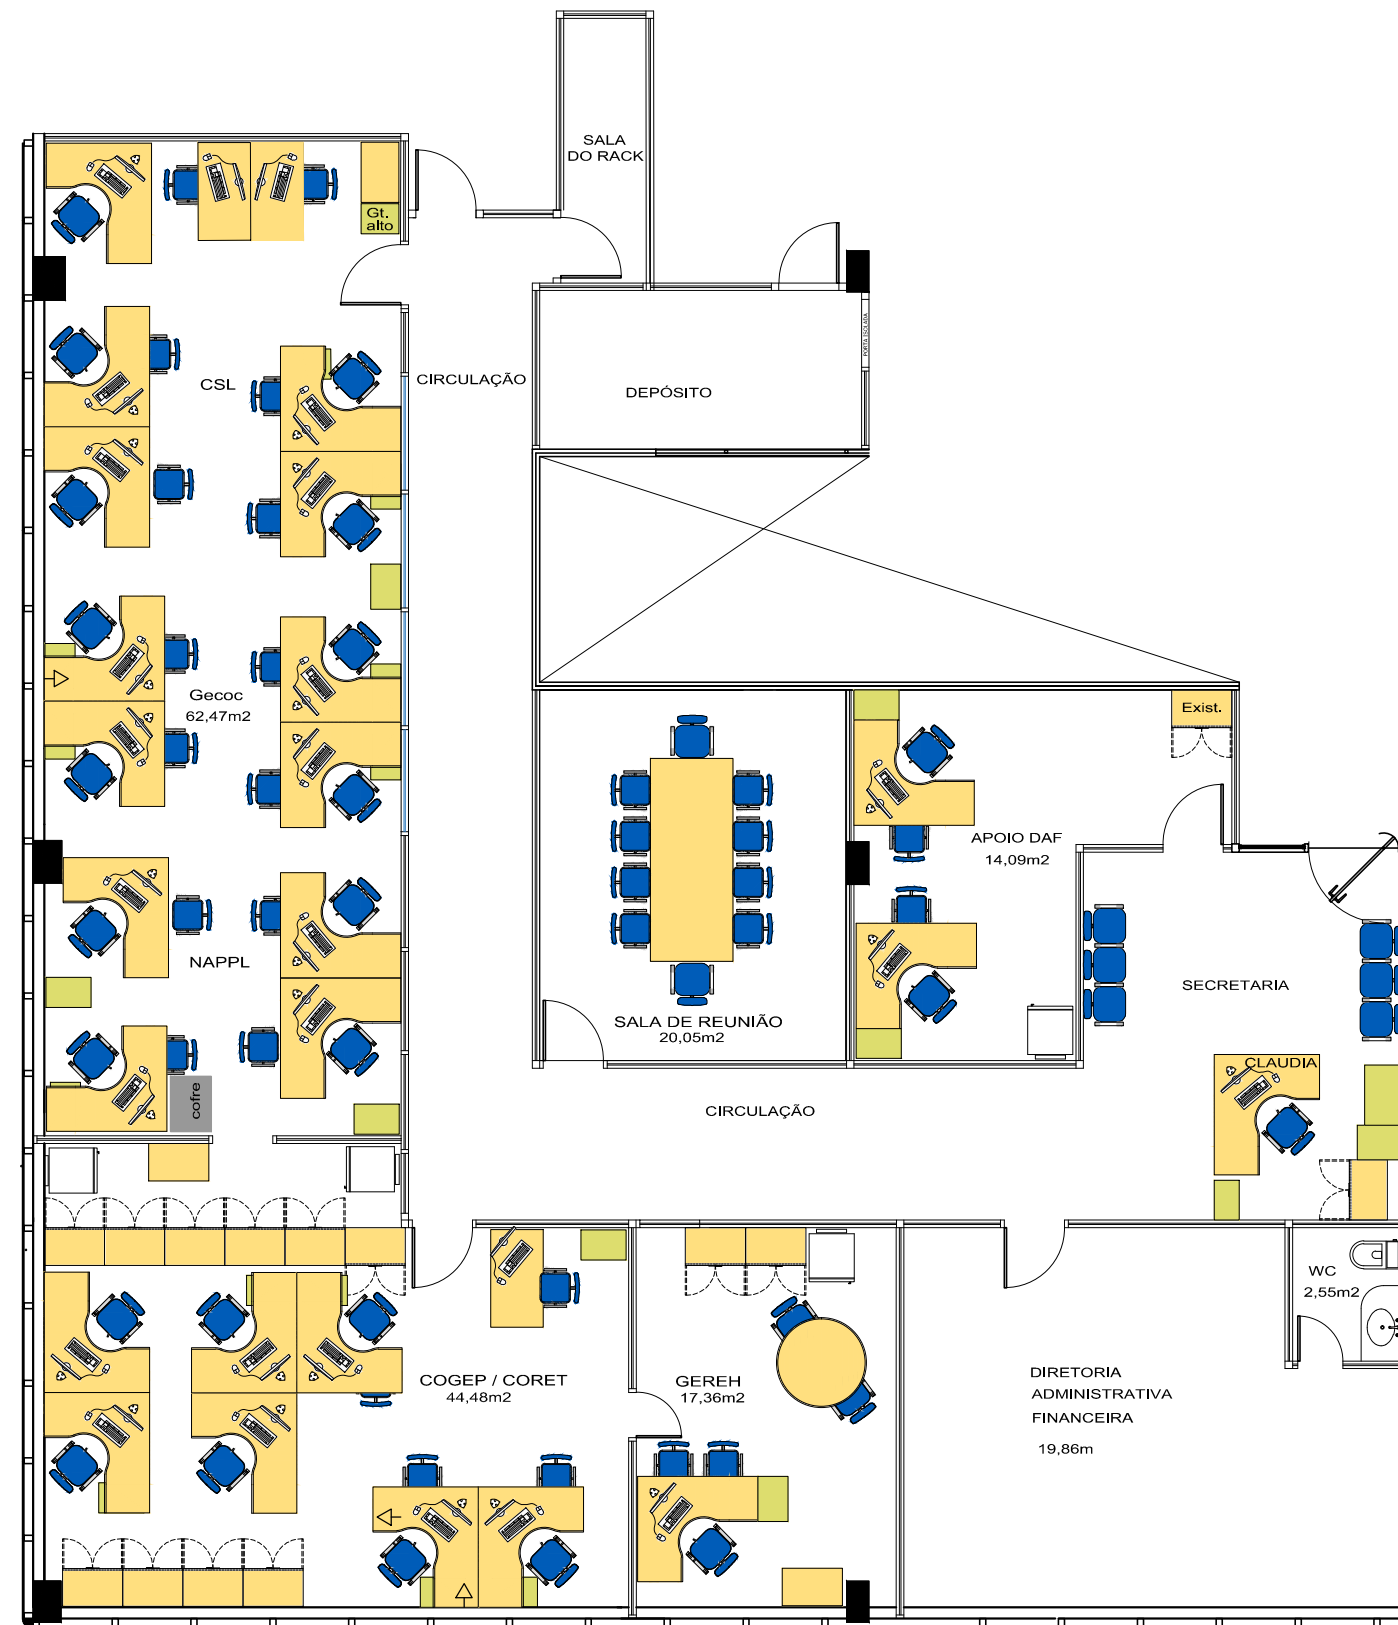 SALA
DO RACK
Gt.
alto
PORTA ISOLADA
CSL
CIRCULAÇÃO
DEPÓSITO
Gecoc
62,47m2
Exist.
APOIO DAF
14,09m2
NAPPL
SECRETARIA
SALA DE REUNIÃO
20,05m2
CLAUDIA
cofre
CIRCULAÇÃO
WC
2,55m2
COGEP / CORET
44,48m2
GEREH
17,36m2
DIRETORIA
ADMINISTRATIVA
FINANCEIRA
19,86m